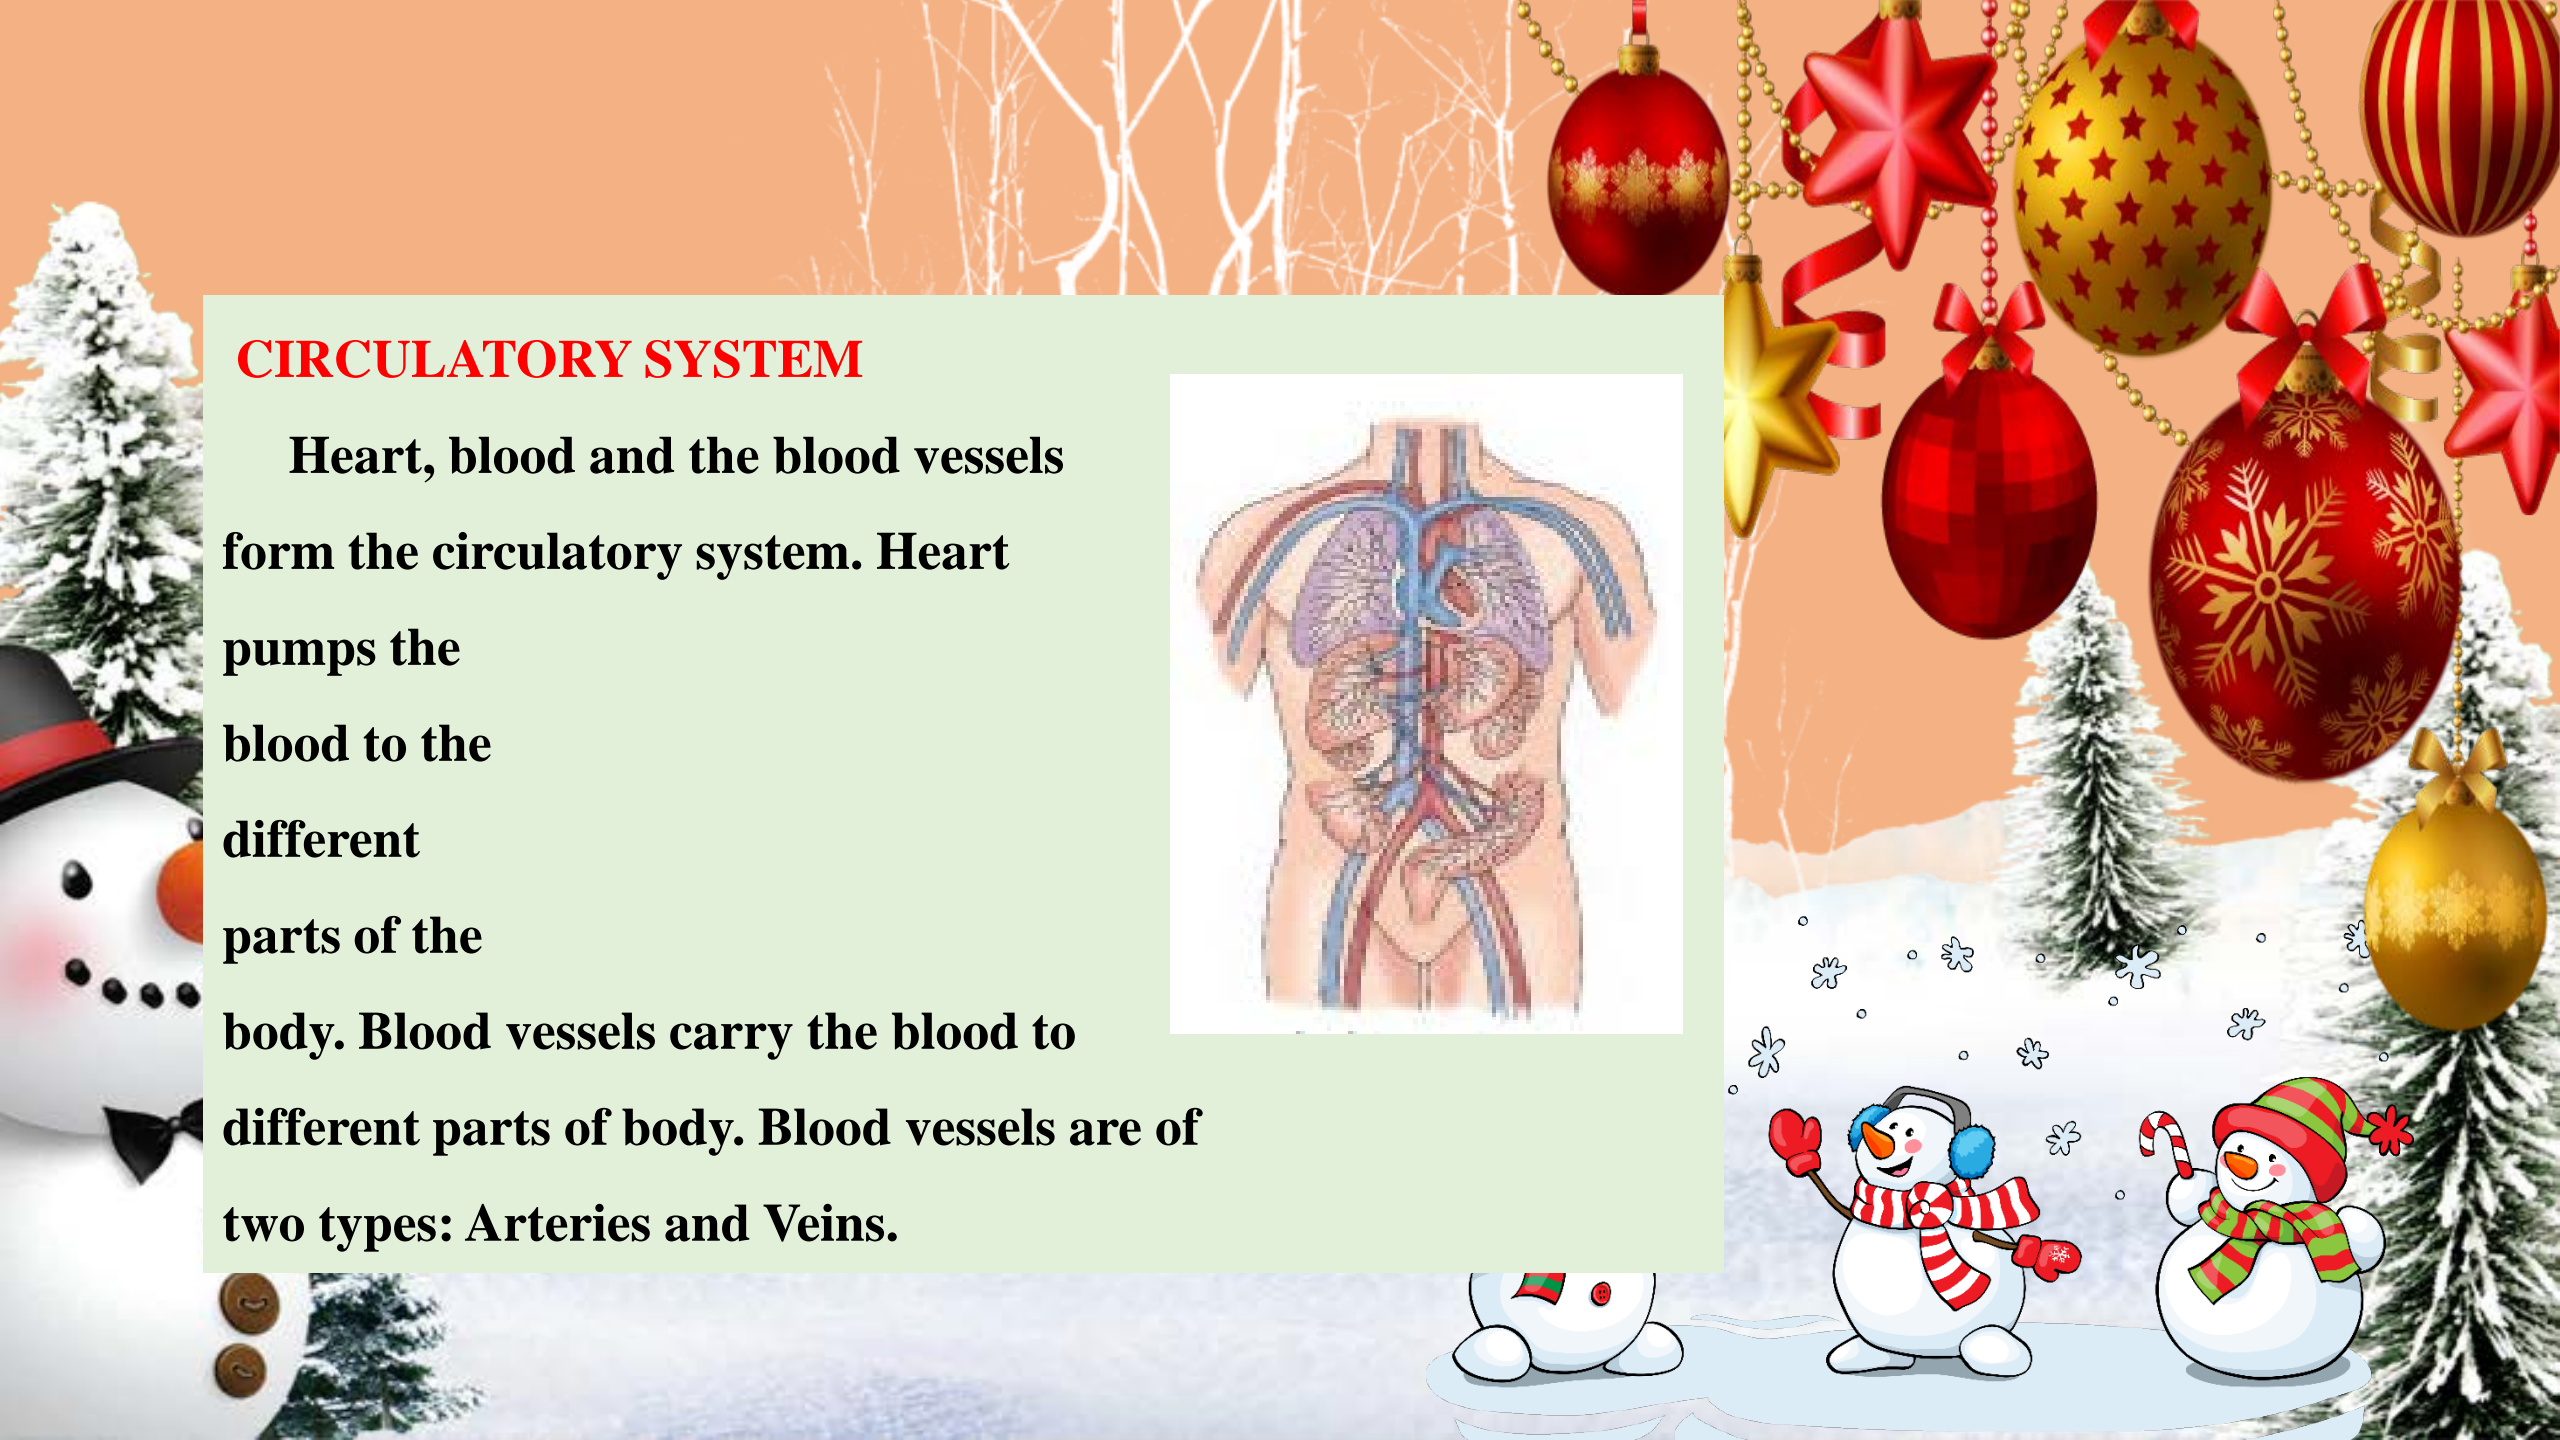 CIRCULATORY SYSTEM
Heart, blood and the blood vessels
form the circulatory system. Heart
pumps the
blood to the
different
parts of the
body. Blood vessels carry the blood to
different parts of body. Blood vessels are of
two types: Arteries and Veins.